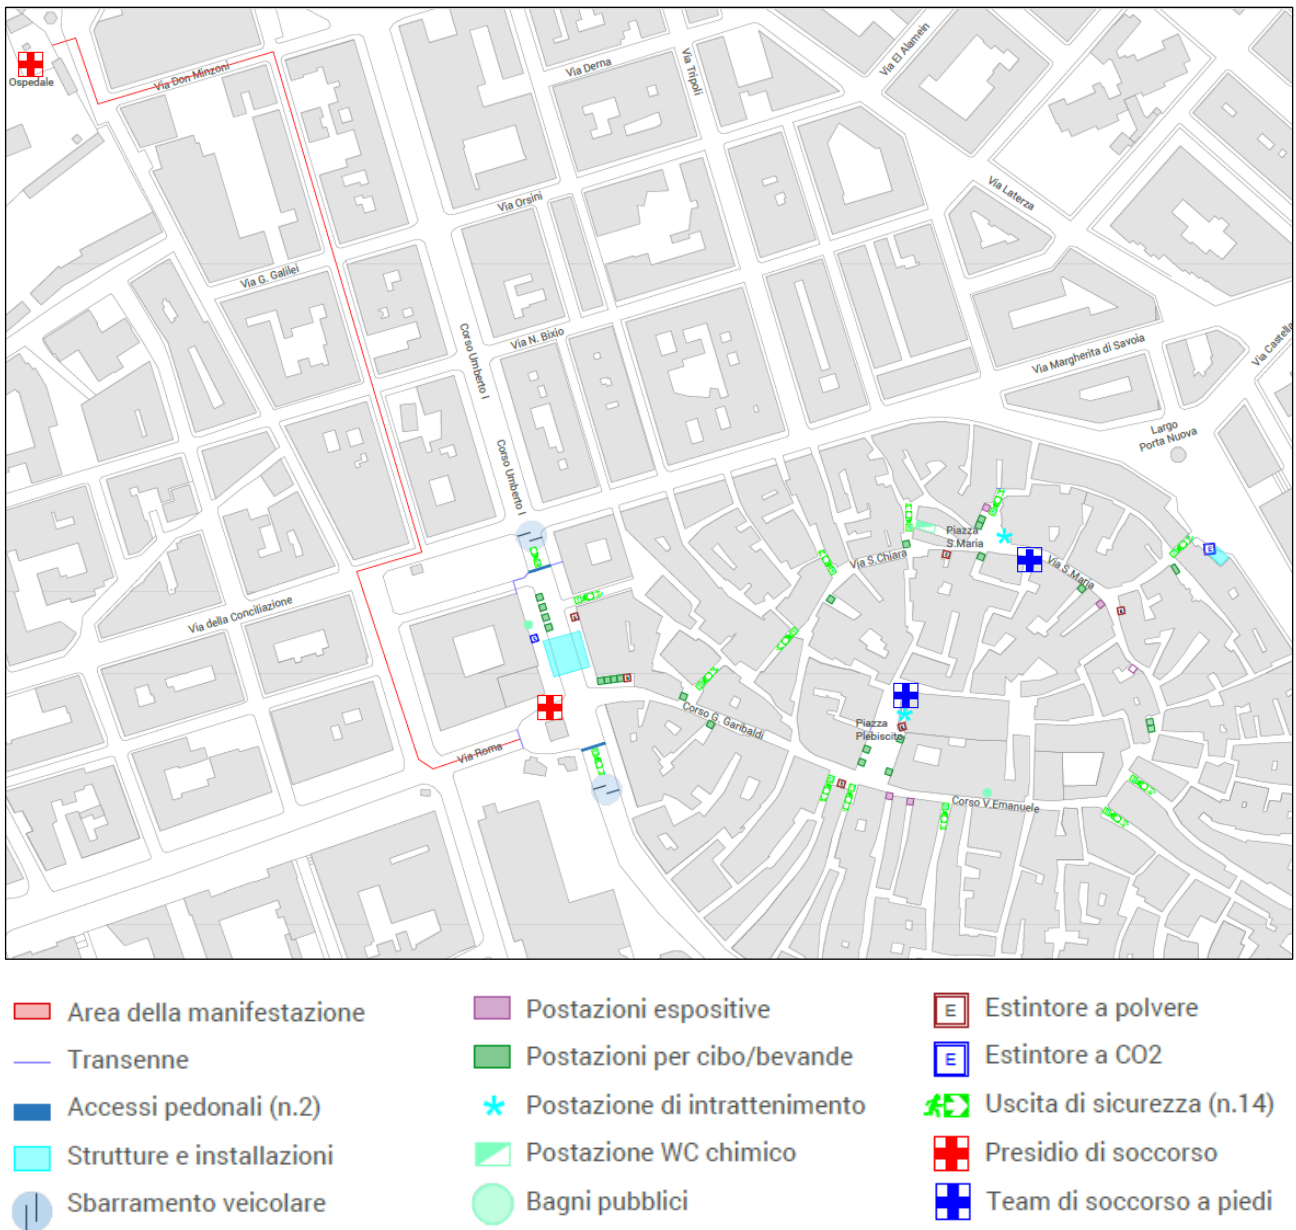 Ospedale
Via Don Minzoni
Via Derna
Via Tripoli
Via El Alamein
Via Orsini
Via Laterza
Via G. Galilei
Corso Umberto I
Via N. Bixio
Via Margherita di Savoia
Via Castella
Corso Umberto I
Largo
Porta Nuova
Piazza
S.Maria
Via S.Chiara
Via S.Maria
E
E
E
Via della Conciliazione
E
E
E
Corso G. Garibaldi
Piazza
Plebiscito
E
Via Roma
E
Corso V.Emanuele
Area della manifestazione
Transenne
Accessi pedonali (n.2)
Strutture e installazioni
Sbarramento veicolare
Postazioni espositive
Postazioni per cibo/bevande
Postazione di intrattenimento
Postazione WC chimico
Bagni pubblici
E Estintore a polvere
E Estintore a CO2
Uscita di sicurezza (n.14)
Presidio di soccorso
Team di soccorso a piedi